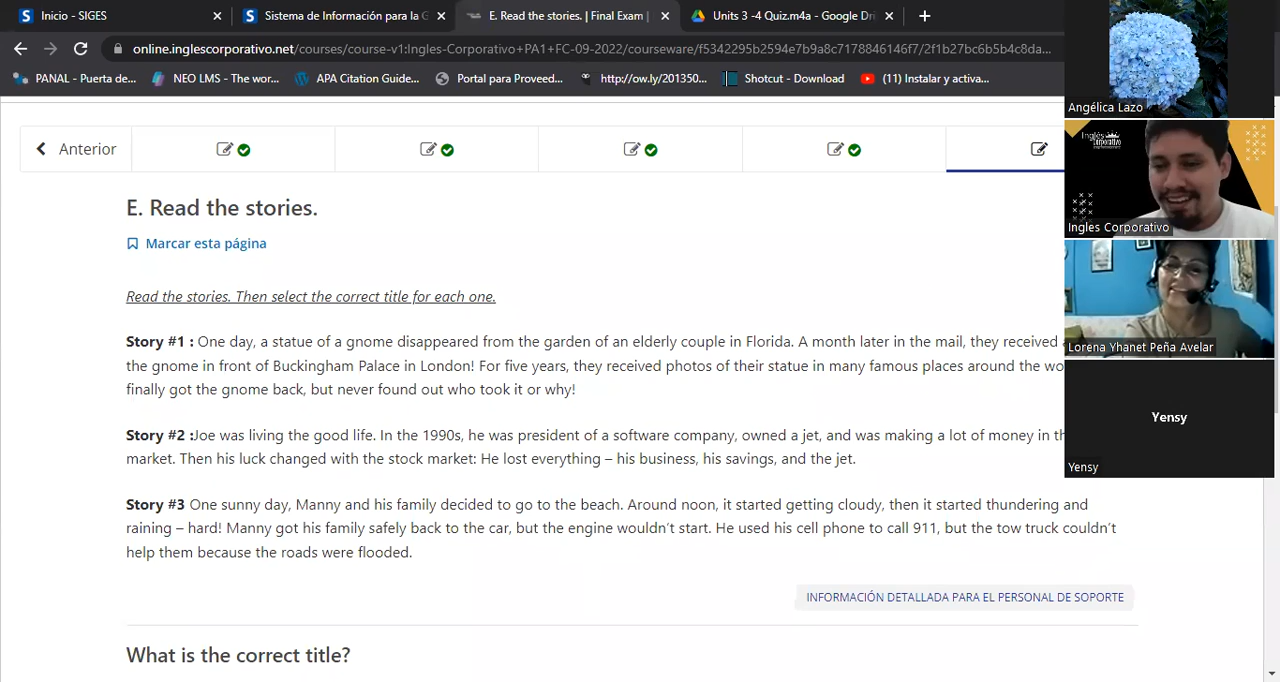 Inicio - SIGES
Sistema de Información para la G
E. Read the stories. | Final Exam |
Units 3 -4 Quiz.m4a - Google Dri
online.inglescorporativo.net/courses/course-v1:Ingles-Corporativo+PA1+FC-09-2022/courseware/f5342295b2594e7b9a8c7178846146f7/2f1b27bc6b5b4c8da...
PANAL - Puerta de...
NEO LMS - The wor...
APA Citation Guide...
Portal para Proveed...
http://ow.ly/201350...
Shotcut - Download
(11) Instalar y activa...
Anterior
E. Read the stories.
Marcar esta página
Read the stories. Then select the correct title for each one.
Story #1 : One day, a statue of a gnome disappeared from the garden of an elderly couple in Florida. A month later in the mail, they received
the gnome in front of Buckingham Palace in London! For five years, they received photos of their statue in many famous places around the wo
finally got the gnome back, but never found out who took it or why!
Story #2 :Joe was living the good life. In the 1990s, he was president of a software company, owned a jet, and was making a lot of money in th
market. Then his luck changed with the stock market: He lost everything – his business, his savings, and the jet.
Story #3 One sunny day, Manny and his family decided to go to the beach. Around noon, it started getting cloudy, then it started thundering and
raining – hard! Manny got his family safely back to the car, but the engine wouldn't start. He used his cell phone to call 911, but the tow truck couldn't
help them because the roads were flooded.
INFORMACIÓN DETALLADA PARA EL PERSONAL DE SOPORTE
What is the correct title?
Angélica Lazo
Inglés
Corporativo
Ingles Corporativo
Lorena Yhanet Peña Avelar
Yensy
Yensy